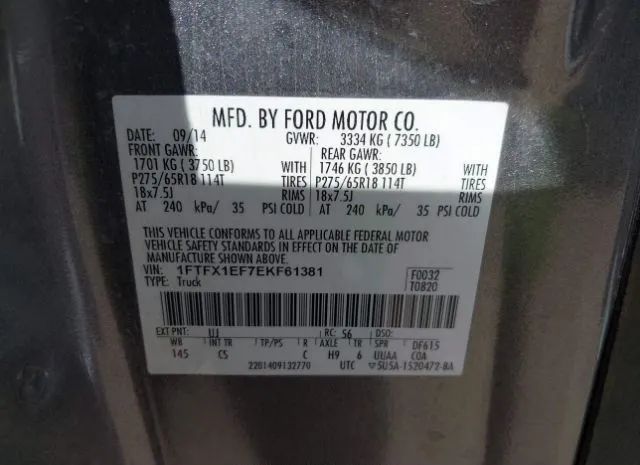 MFD. BY FORD MOTOR CO.
DATE: 09/14 GVWR: 3334 KG ( 7350 LB)
FRONT GAWR: REAR GAWR:
1701 KG ( 3750 LB) WITH 1746 KG ( 3850 LB) WITH
P275/65R18 114T TIRES P275/65R18 114T TIRES
18x7.5J RIMS 18x7.5J RIMS
AT 240 kPa/ 35 PSI COLD AT 240 kPa/ 35 PSI COLD
THIS VEHICLE CONFORMS TO ALL APPLICABLE FEDERAL MOTOR
VEHICLE SAFETY STANDARDS IN EFFECT ON THE DATE OF
MANUFACTURE SHOWN ABOVE.
VIN: 1FTFX1EF7EKF61381 F0032
TYPE: Truck T0820
EXT PNT: UJ RC: 56 DSO:
WB INT TR TP/PS R AXLE TR SPR DF615
145 CS C H9 6 UUAA COA
2201409132770 UTC 5U5A-1520472-BA